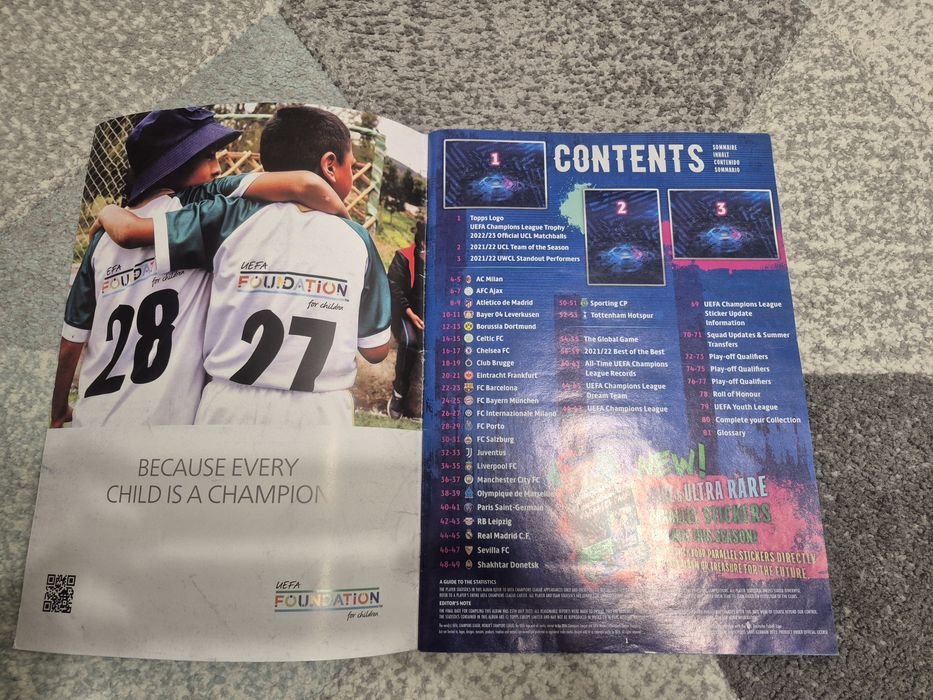 UEFA
FOUNDATION
for children
28
UEFA
FOUNDATION
for children
27
BECAUSE EVERY
CHILD IS A CHAMPION
UEFA
FOUNDATION
for children
1
CONTENTS
SOMMAIRE
INHALT
CONTENIDO
SOMMARIO
2
3
1 Topps Logo
UEFA Champions League Trophy
2022/23 Official UCL Matchballs
2 2021/22 UCL Team of the Season
3 2021/22 UWCL Standout Performers
4-5 AC Milan
6-7 AFC Ajax
8-9 Atlético de Madrid
10-11 Bayer 04 Leverkusen
12-13 Borussia Dortmund
14-15 Celtic FC
16-17 Chelsea FC
18-19 Club Brugge
20-21 Eintracht Frankfurt
22-23 FC Barcelona
24-25 FC Bayern München
26-27 FC Internazionale Milano
28-29 FC Porto
30-31 FC Salzburg
32-33 Juventus
34-35 Liverpool FC
36-37 Manchester City FC
38-39 Olympique de Marseille
40-41 Paris Saint-Germain
42-43 RB Leipzig
44-45 Real Madrid C.F.
46-47 Sevilla FC
48-49 Shakhtar Donetsk
50-51 Sporting CP
52-53 Tottenham Hotspur
The Global Game
2021/22 Best of the Best
All-Time UEFA Champions
League Records
UEFA Champions League
Dream Team
UEFA Champions League
69 UEFA Champions League
Sticker Update
Information
70-71 Squad Updates & Summer
Transfers
72-73 Play-off Qualifiers
74-75 Play-off Qualifiers
76-77 Play-off Qualifiers
78 Roll of Honour
79 UEFA Youth League
80 Complete your Collection
81 Glossary
NEW!
ULTRA RARE
STICKERS
THIS SEASON!
YOUR PARALLEL STICKERS DIRECTLY
OR TREASURE FOR THE FUTURE
A GUIDE TO THE STATISTICS
EDITOR'S NOTE
1